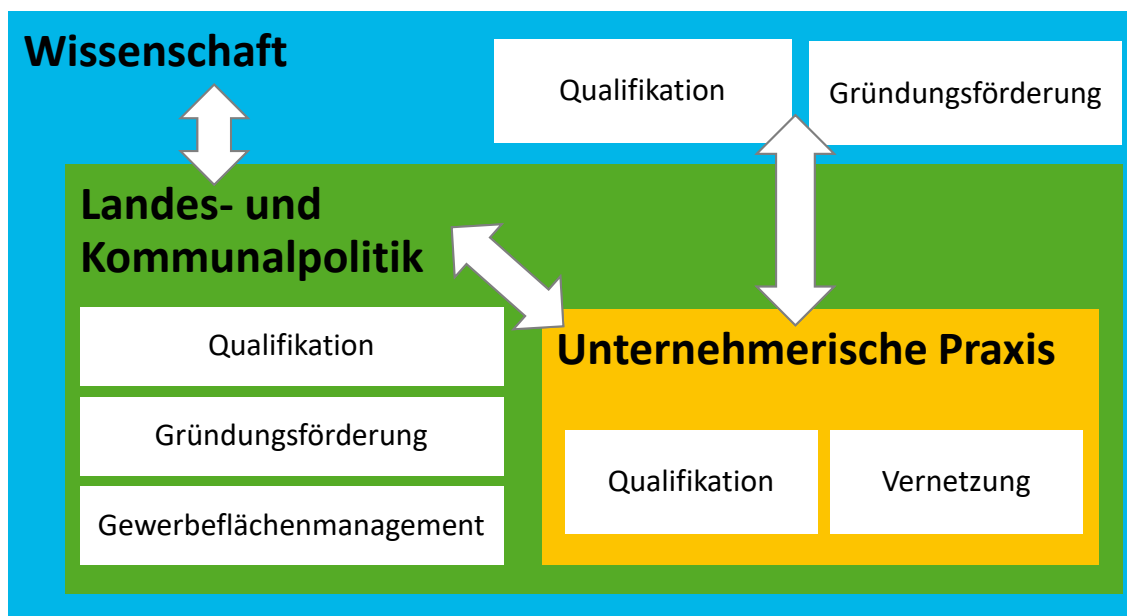 Wissenschaft
Qualifikation
Gründungsförderung
Landes- und
Kommunalpolitik
Qualifikation
Gründungsförderung
Gewerbeflächenmanagement
Unternehmerische Praxis
Qualifikation
Vernetzung